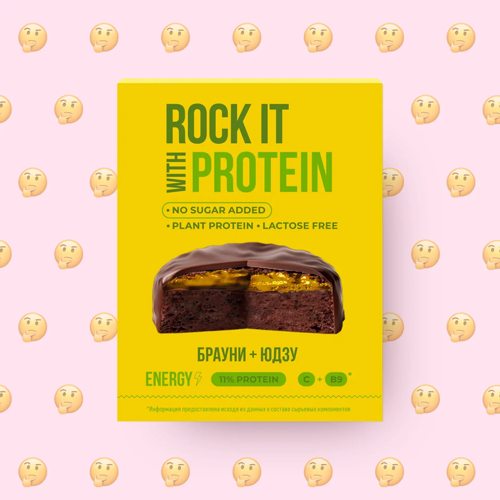 ROCK IT
WITH PROTEIN
• NO SUGAR ADDED
• PLANT PROTEIN • LACTOSE FREE
БРАУНИ + ЮДЗУ
ENERGY 11% PROTEIN C + B9*
*Информация предоставлена исходя из данных о составе сырьевых компонентов